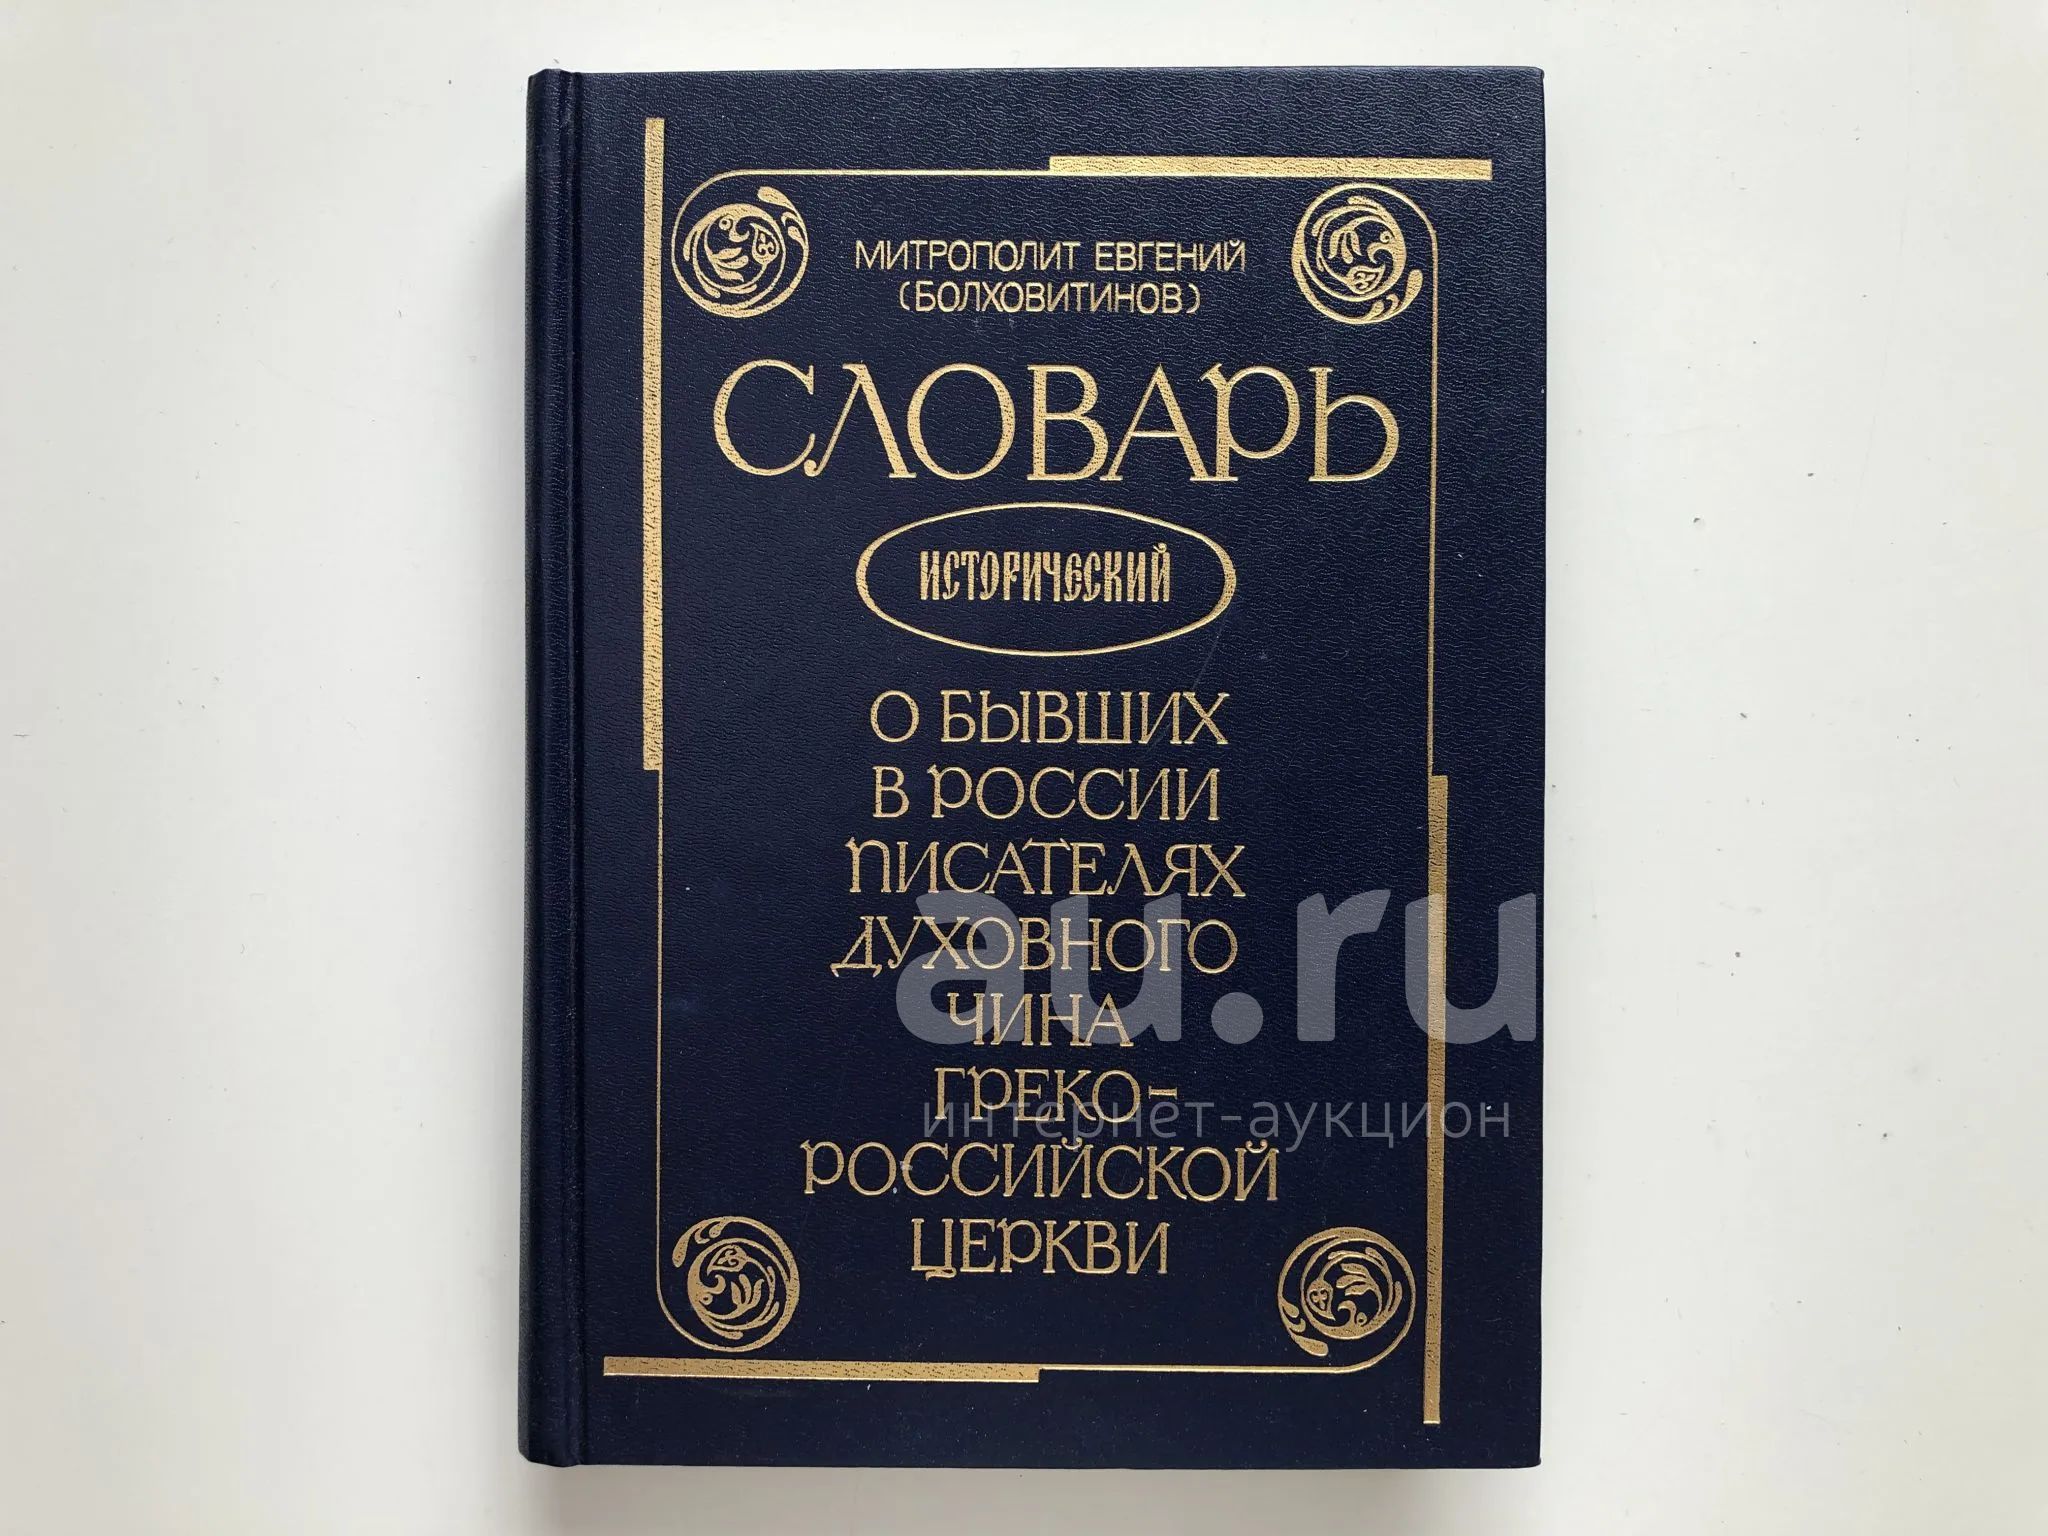 МИТРОПОЛИТ ЕВГЕНИЙ
(БОЛХОВИТИНОВ)
СЛОВАРЬ
ИСТОРИЧЕСКИЙ
О БЫВШИХ
В РОССИИ
ПИСАТЕЛЯХ
ДУХОВНОГО
ЧИНА
ГРЕКО-
РОССИЙСКОЙ
ЦЕРКВИ
au.ru
интернет-аукцион